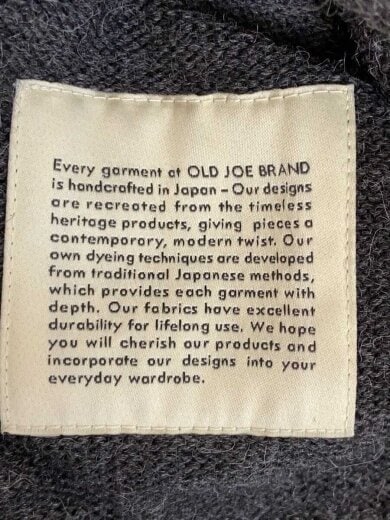 Every garment at OLD JOE BRAND
is handcrafted in Japan – Our designs
are recreated from the timeless
heritage products, giving pieces a
contemporary, modern twist. Our
own dyeing techniques are developed
from traditional Japanese methods,
which provides each garment with
depth. Our fabrics have excellent
durability for lifelong use. We hope
you will cherish our products and
incorporate our designs into your
everyday wardrobe.